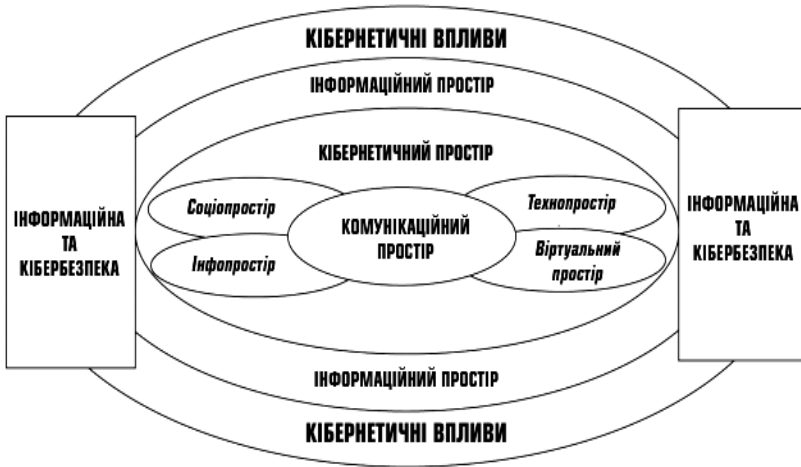 КІБЕРНЕТИЧНІ ВПЛИВИ
ІНФОРМАЦІЙНИЙ ПРОСТІР
КІБЕРНЕТИЧНИЙ ПРОСТІР
ІНФОРМАЦІЙНА
ТА
КІБЕРБЕЗПЕКА
Соціопростір
Інфопростір
КОМУНІКАЦІЙНИЙ
ПРОСТІР
Технопростір
Віртуальний
простір
ІНФОРМАЦІЙНА
ТА
КІБЕРБЕЗПЕКА
ІНФОРМАЦІЙНИЙ ПРОСТІР
КІБЕРНЕТИЧНІ ВПЛИВИ